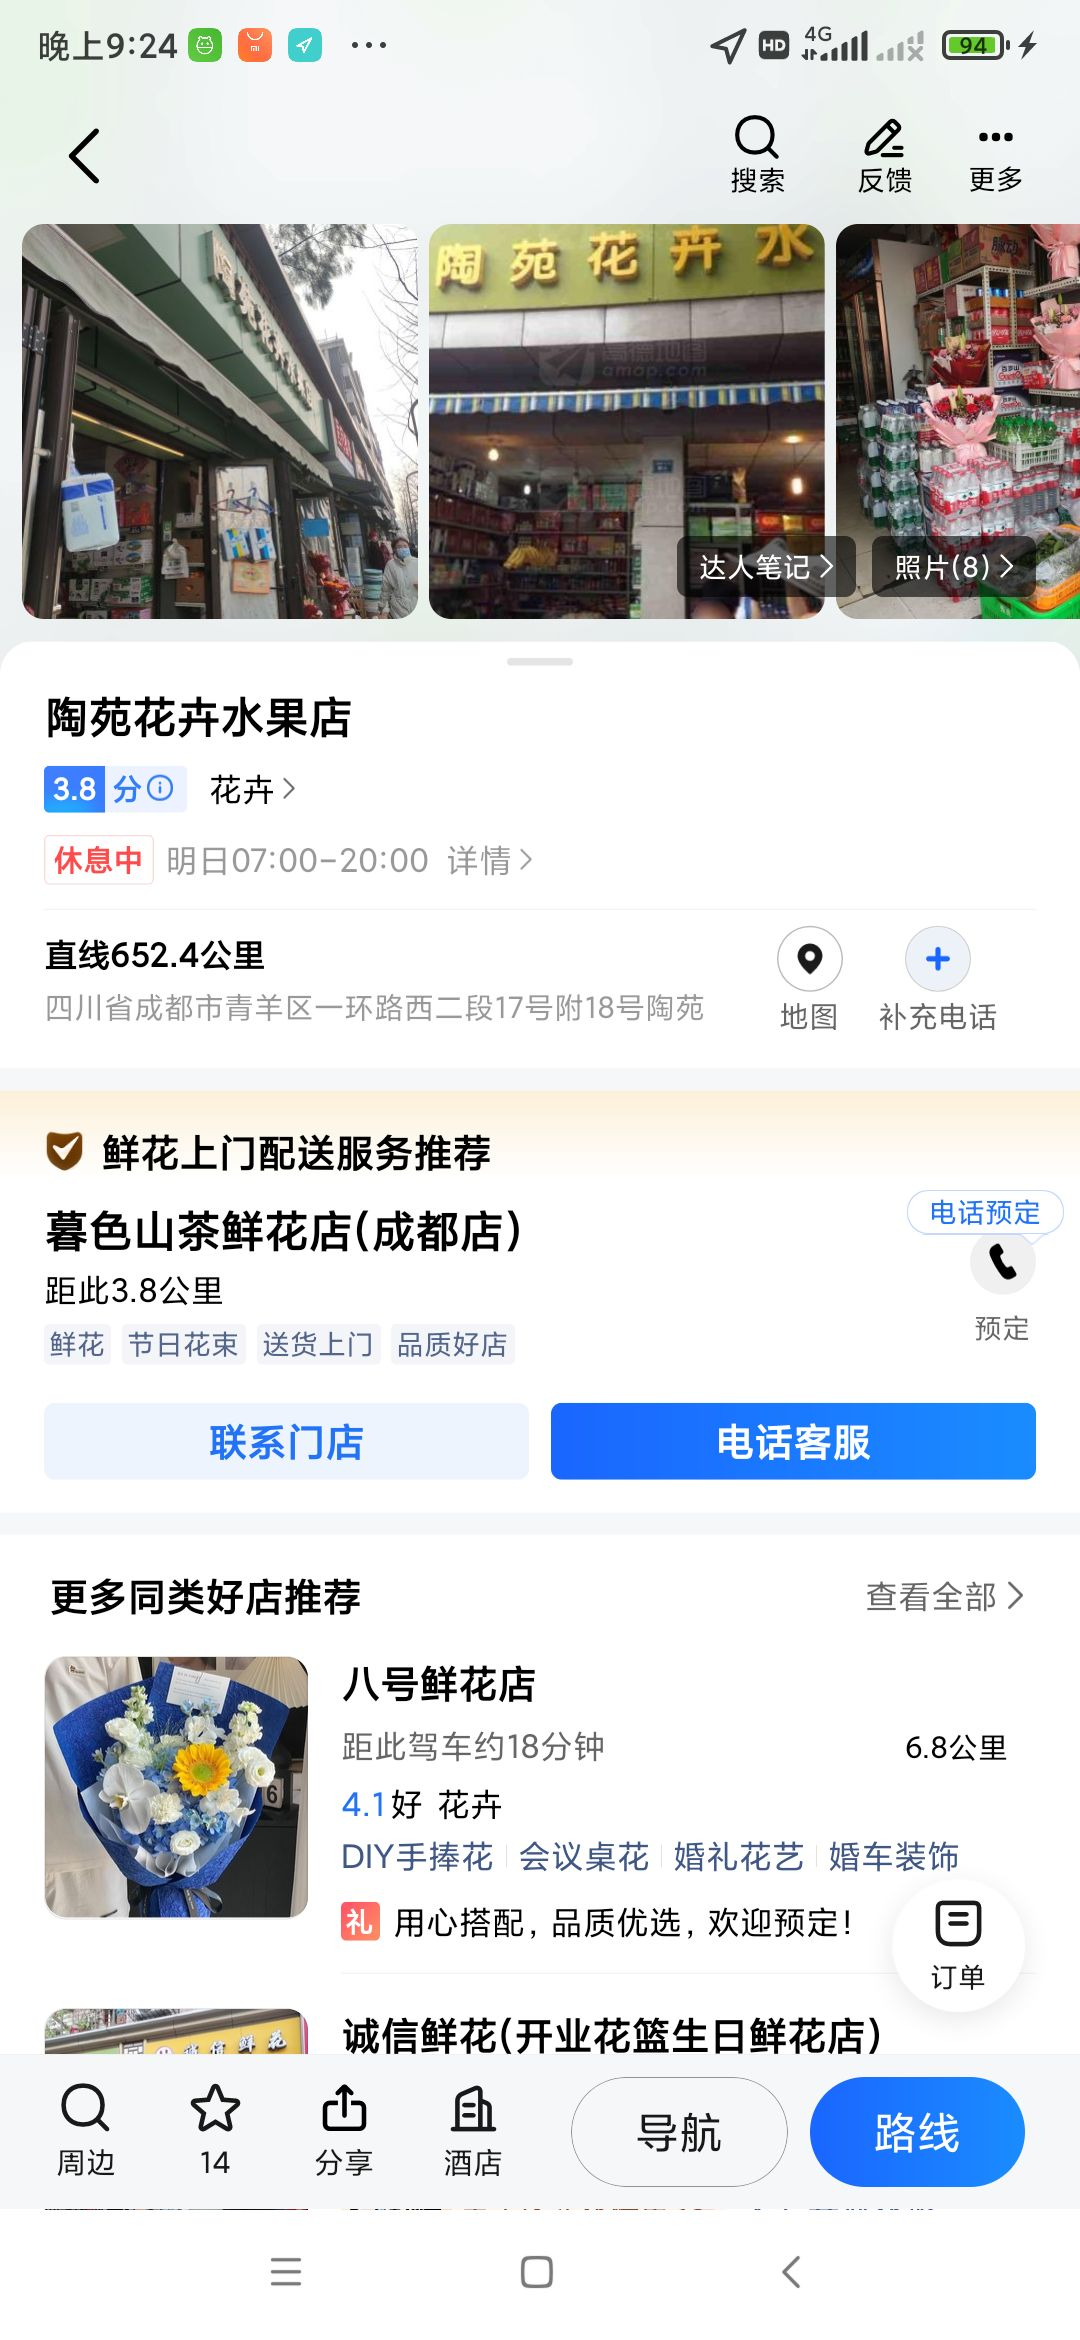 晚上9:24
HD
4G
94
搜索
反馈
更多
陶苑花卉水
高德地图
amap.com
脉动
达人笔记
照片(8)
陶苑花卉水果店
3.8分
花卉
休息中 明日07:00-20:00 详情
直线652.4公里
四川省成都市青羊区一环路西二段17号附18号陶苑
地图
补充电话
鲜花上门配送服务推荐
暮色山茶鲜花店(成都店)
电话预定
距此3.8公里
预定
鲜花 节日花束 送货上门 品质好店
联系门店
电话客服
更多同类好店推荐
查看全部
八号鲜花店
距此驾车约18分钟
6.8公里
4.1好 花卉
DIY手捧花 会议桌花 婚礼花艺 婚车装饰
礼 用心搭配，品质优选，欢迎预定！
订单
诚信鲜花(开业花篮生日鲜花店)
周边
14
分享
酒店
导航
路线